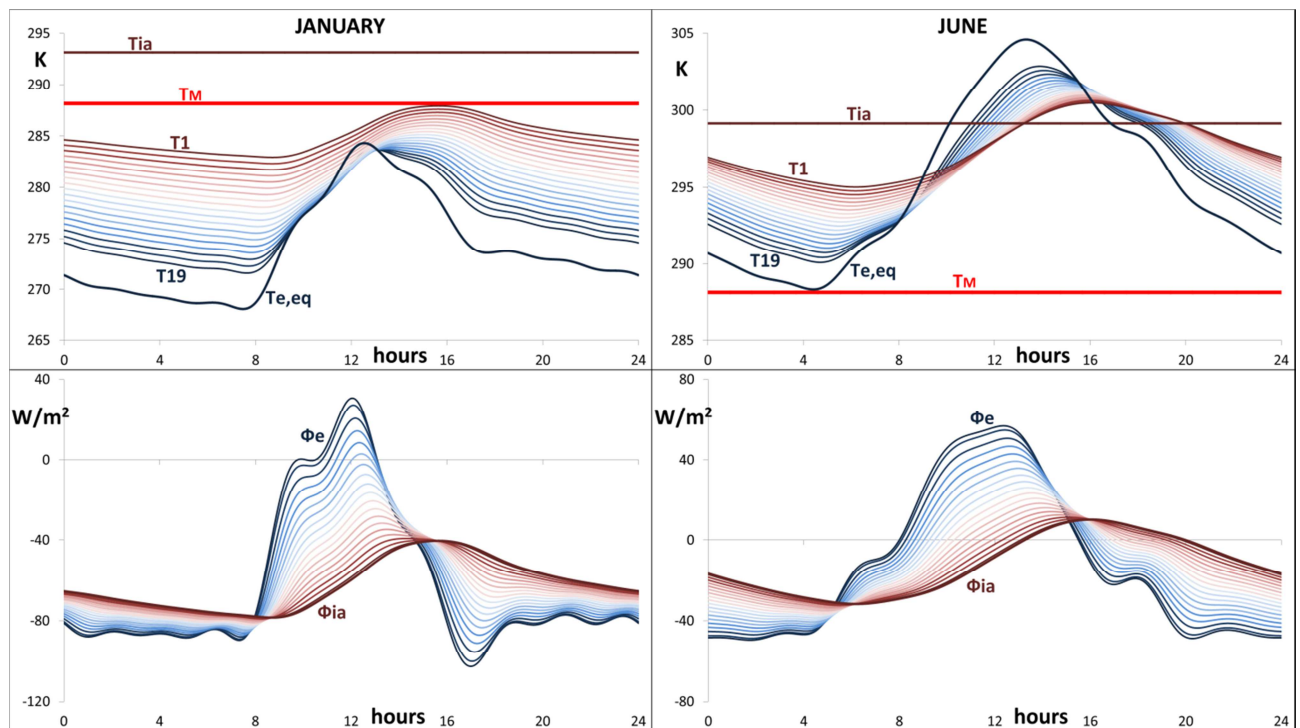 JANUARY
295
K
290
285
280
275
270
265
Tia
TM
T1
T19
Te,eq
0 4 8 12 hours 16 20 24
JUNE
305
K
300
295
290
285
Tia
T1
T19
Te,eq
TM
0 4 8 12 hours 16 20 24
40
W/m²
0
-40
-80
-120
Φe
Φia
0 4 8 12 hours 16 20 24
80
W/m²
40
0
-40
-80
Φe
Φia
0 4 8 12 hours 16 20 24